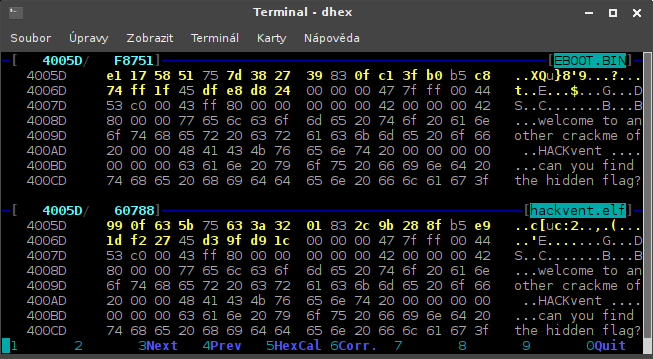 Terminal - dhex
Soubor Úpravy Zobrazit Terminál Karty Nápověda
[ 4005D/ F8751] [EBOOT.BIN]
4005D e1 17 58 51 75 7d 38 27 39 83 0f c1 3f b0 b5 c8 ..XQu}8'9...?...
4006D 74 ff 1f 45 df e8 d8 24 00 00 00 47 7f ff 00 44 t..E...$...G...D
4007D 53 c0 00 43 ff 80 00 00 00 00 42 00 00 00 42 S..C......B...B
4008D 80 00 00 77 65 6c 63 6f 6d 65 20 74 6f 20 61 6e ...welcome to an
4009D 6f 74 68 65 72 20 63 72 61 63 6b 6d 65 20 6f 66 other crackme of
400AD 20 00 00 48 41 43 4b 76 65 6e 74 20 00 00 00 00 ..HACKvent ....
400BD 00 00 00 63 61 6e 20 79 6f 75 20 66 69 6e 64 20 ...can you find
400CD 74 68 65 20 68 69 64 64 65 6e 20 66 6c 61 67 3f the hidden flag?
[ 4005D/ 60788] [hackvent.elf]
4005D 99 0f 63 5b 75 63 3a 32 01 83 2c 9b 28 8f b5 e9 ..c[uc:2..,.(...
4006D 1d f2 27 45 d3 9f d9 1c 00 00 00 47 7f ff 00 44 ..'E.......G...D
4007D 53 c0 00 43 ff 80 00 00 00 00 42 00 00 00 42 S..C......B...B
4008D 80 00 00 77 65 6c 63 6f 6d 65 20 74 6f 20 61 6e ...welcome to an
4009D 6f 74 68 65 72 20 63 72 61 63 6b 6d 65 20 6f 66 other crackme of
400AD 20 00 00 48 41 43 4b 76 65 6e 74 20 00 00 00 00 ..HACKvent ....
400BD 00 00 00 63 61 6e 20 79 6f 75 20 66 69 6e 64 20 ...can you find
400CD 74 68 65 20 68 69 64 64 65 6e 20 66 6c 61 67 3f the hidden flag?
1 2 3Next 4Prev 5HexCal 6Corr. 7 8 9 0Quit